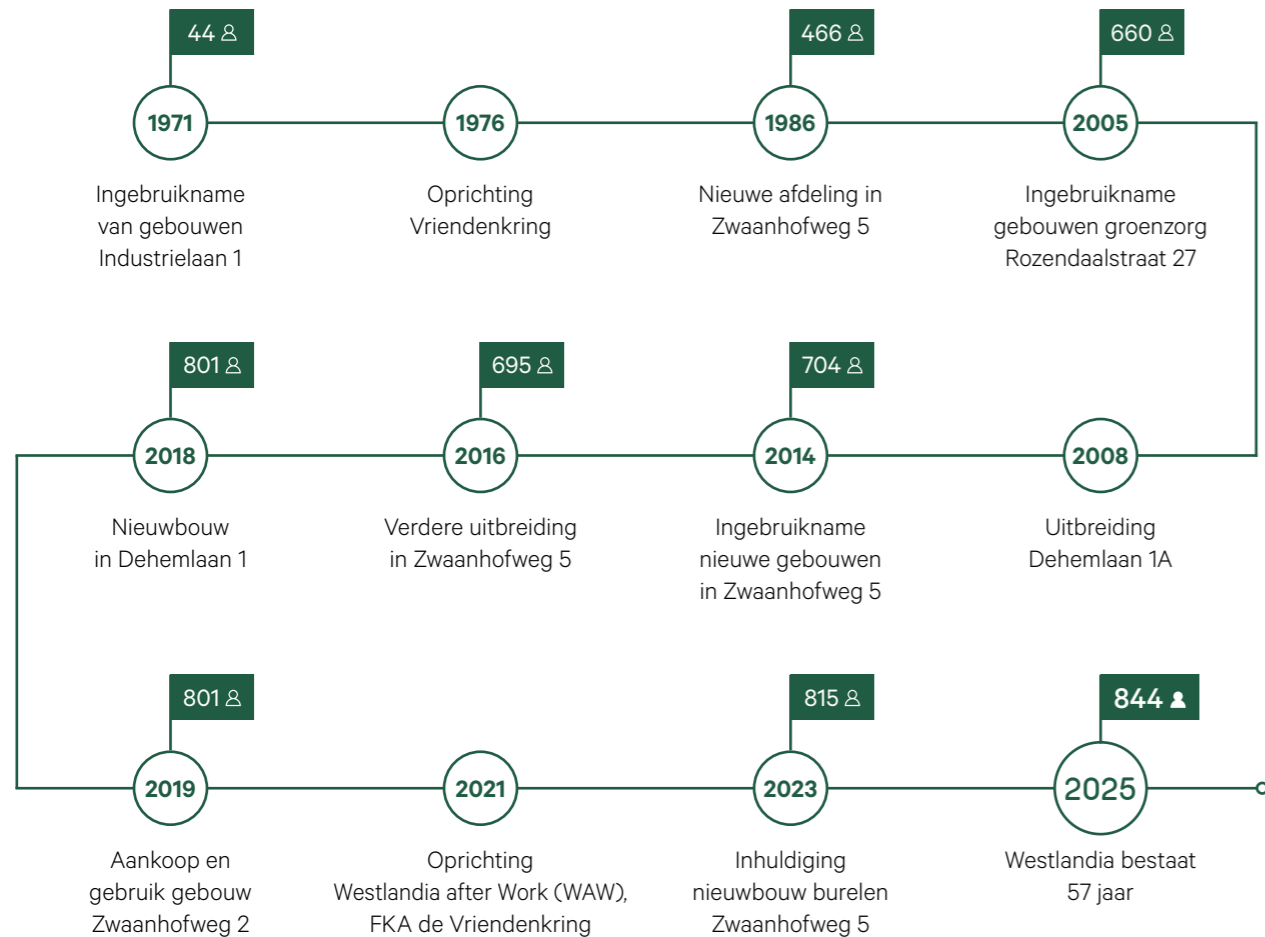 44
1971
Ingebruikname
van gebouwen
Industrielaan 1
1976
Oprichting
Vriendenkring
466
1986
Nieuwe afdeling in
Zwaanhofweg 5
660
2005
Ingebruikname
gebouwen groenzorg
Rozendaalstraat 27
2008
Uitbreiding
Dehemlaan 1A
704
2014
Ingebruikname
nieuwe gebouwen
in Zwaanhofweg 5
695
2016
Verdere uitbreiding
in Zwaanhofweg 5
801
2018
Nieuwbouw
in Dehemlaan 1
801
2019
Aankoop en
gebruik gebouw
Zwaanhofweg 2
2021
Oprichting
Westlandia after Work (WAW),
FKA de Vriendenkring
815
2023
Inhuldiging
nieuwbouw burelen
Zwaanhofweg 5
844
2025
Westlandia bestaat
57 jaar